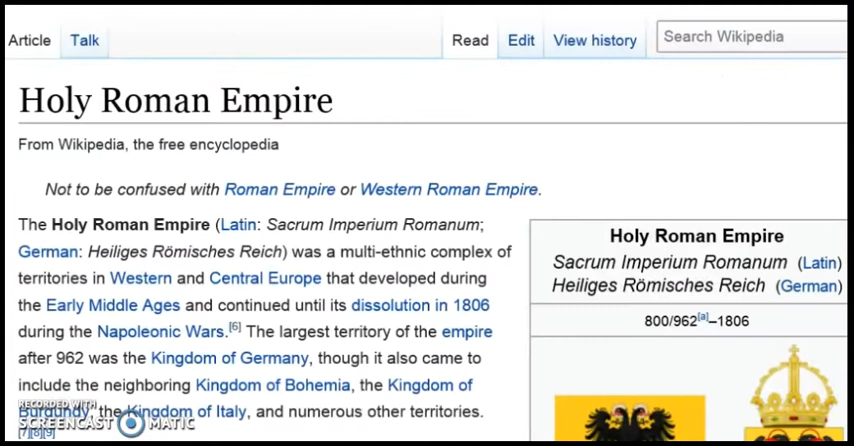 Article Talk Read Edit View history Search Wikipedia
Holy Roman Empire
From Wikipedia, the free encyclopedia
Not to be confused with Roman Empire or Western Roman Empire.
The Holy Roman Empire (Latin: Sacrum Imperium Romanum;
German: Heiliges Römisches Reich) was a multi-ethnic complex of
territories in Western and Central Europe that developed during
the Early Middle Ages and continued until its dissolution in 1806
during the Napoleonic Wars.[6] The largest territory of the empire
after 962 was the Kingdom of Germany, though it also came to
include the neighboring Kingdom of Bohemia, the Kingdom of
Burgundy, the Kingdom of Italy, and numerous other territories.
[7][8][9]
Holy Roman Empire
Sacrum Imperium Romanum (Latin)
Heiliges Römisches Reich (German)
800/962[a]–1806
RECORDED WITH
SCREENCAST MATIC